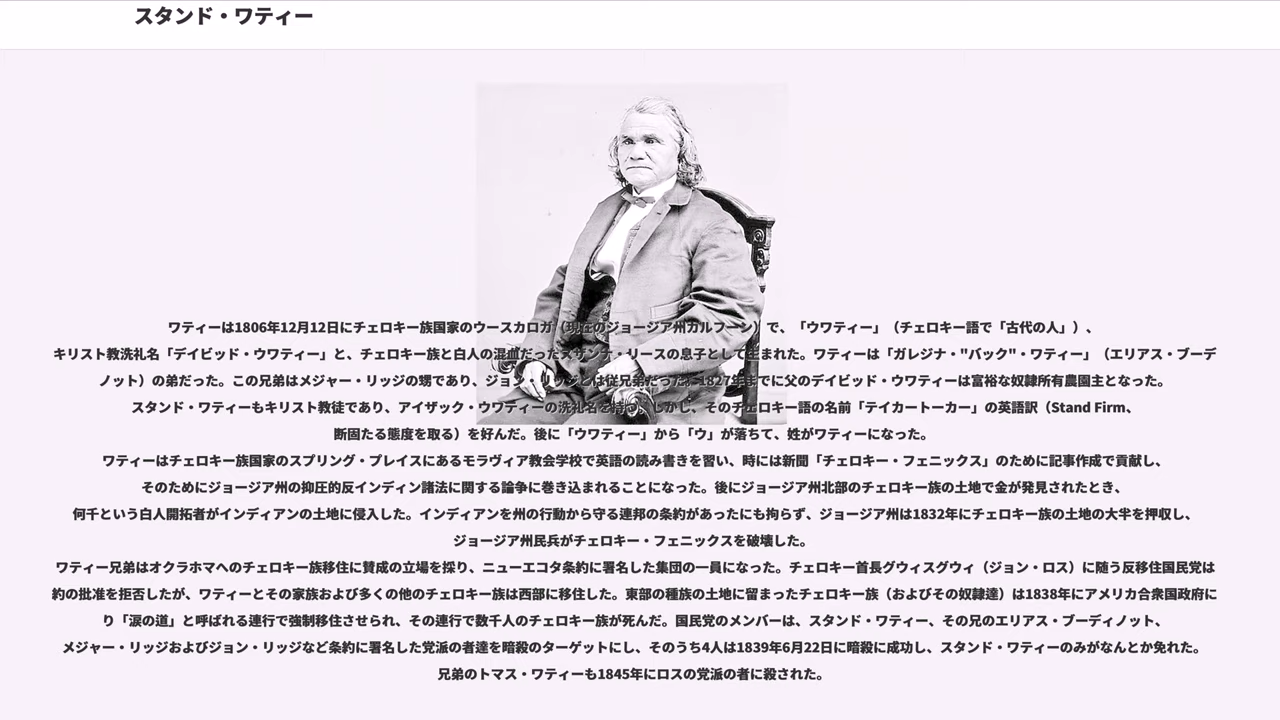 スタンド・ワティー
ワティーは1806年12月12日にチェロキー族国家のウースカロガ（現在のジョージア州カルフーン）で、「ウワティー」（チェロキー語で「古代の人」）、
キリスト教洗礼名「デイビッド・ウワティー」と、チェロキー族と白人の混血だったスザンナ・リースの息子として生まれた。ワティーは「ガレジナ・"バック"・ワティー」（エリアス・ブーデ
ノット）の弟だった。この兄弟はメジャー・リッジの甥であり、ジョン・リッジとは従兄弟だった。1827年までに父のデイビッド・ウワティーは富裕な奴隷所有農園主となった。
スタンド・ワティーもキリスト教徒であり、アイザック・ウワティーの洗礼名を持つ。しかし、そのチェロキー語の名前「テイカートーカー」の英語訳（Stand Firm、
断固たる態度を取る）を好んだ。後に「ウワティー」から「ウ」が落ちて、姓がワティーになった。
ワティーはチェロキー族国家のスプリング・プレイスにあるモラヴィア教会学校で英語の読み書きを習い、時には新聞「チェロキー・フェニックス」のために記事作成で貢献し、
そのためにジョージア州の抑圧的反インディン諸法に関する論争に巻き込まれることになった。後にジョージア州北部のチェロキー族の土地で金が発見されたとき、
何千という白人開拓者がインディアンの土地に侵入した。インディアンを州の行動から守る連邦の条約があったにも拘らず、ジョージア州は1832年にチェロキー族の土地の大半を押収し、
ジョージア州民兵がチェロキー・フェニックスを破壊した。
ワティー兄弟はオクラホマへのチェロキー族移住に賛成の立場を採り、ニューエコタ条約に署名した集団の一員になった。チェロキー首長グウィスグウィ（ジョン・ロス）に随う反移住国民党は
約の批准を拒否したが、ワティーとその家族および多くの他のチェロキー族は西部に移住した。東部の種族の土地に留まったチェロキー族（およびその奴隷達）は1838年にアメリカ合衆国政府に
り「涙の道」と呼ばれる連行で強制移住させられ、その連行で数千人のチェロキー族が死んだ。国民党のメンバーは、スタンド・ワティー、その兄のエリアス・ブーディノット、
メジャー・リッジおよびジョン・リッジなど条約に署名した党派の者達を暗殺のターゲットにし、そのうち4人は1839年6月22日に暗殺に成功し、スタンド・ワティーのみがなんとか免れた。
兄弟のトマス・ワティーも1845年にロスの党派の者に殺された。